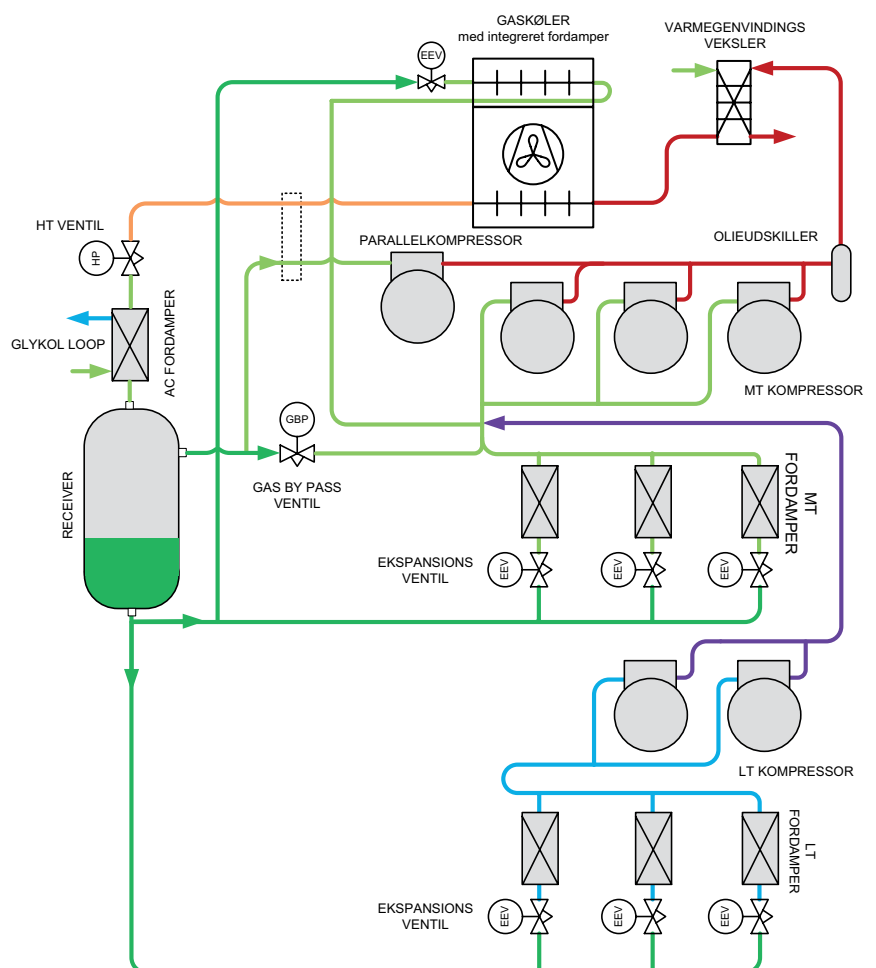 GASKØLER
med integreret fordamper
VARMEGENVINDINGS
VEKSLER
EEV
HT VENTIL
HP
PARALLELKOMPRESSOR
OLIEUDSKILLER
GLYKOL LOOP
AC FORDAMPER
MT KOMPRESSOR
GBP
RECEIVER
GAS BY PASS
VENTIL
MT
FORDAMPER
EKSPANSIONS
VENTIL
EEV
EEV
EEV
LT KOMPRESSOR
LT
FORDAMPER
EKSPANSIONS
VENTIL
EEV
EEV
EEV